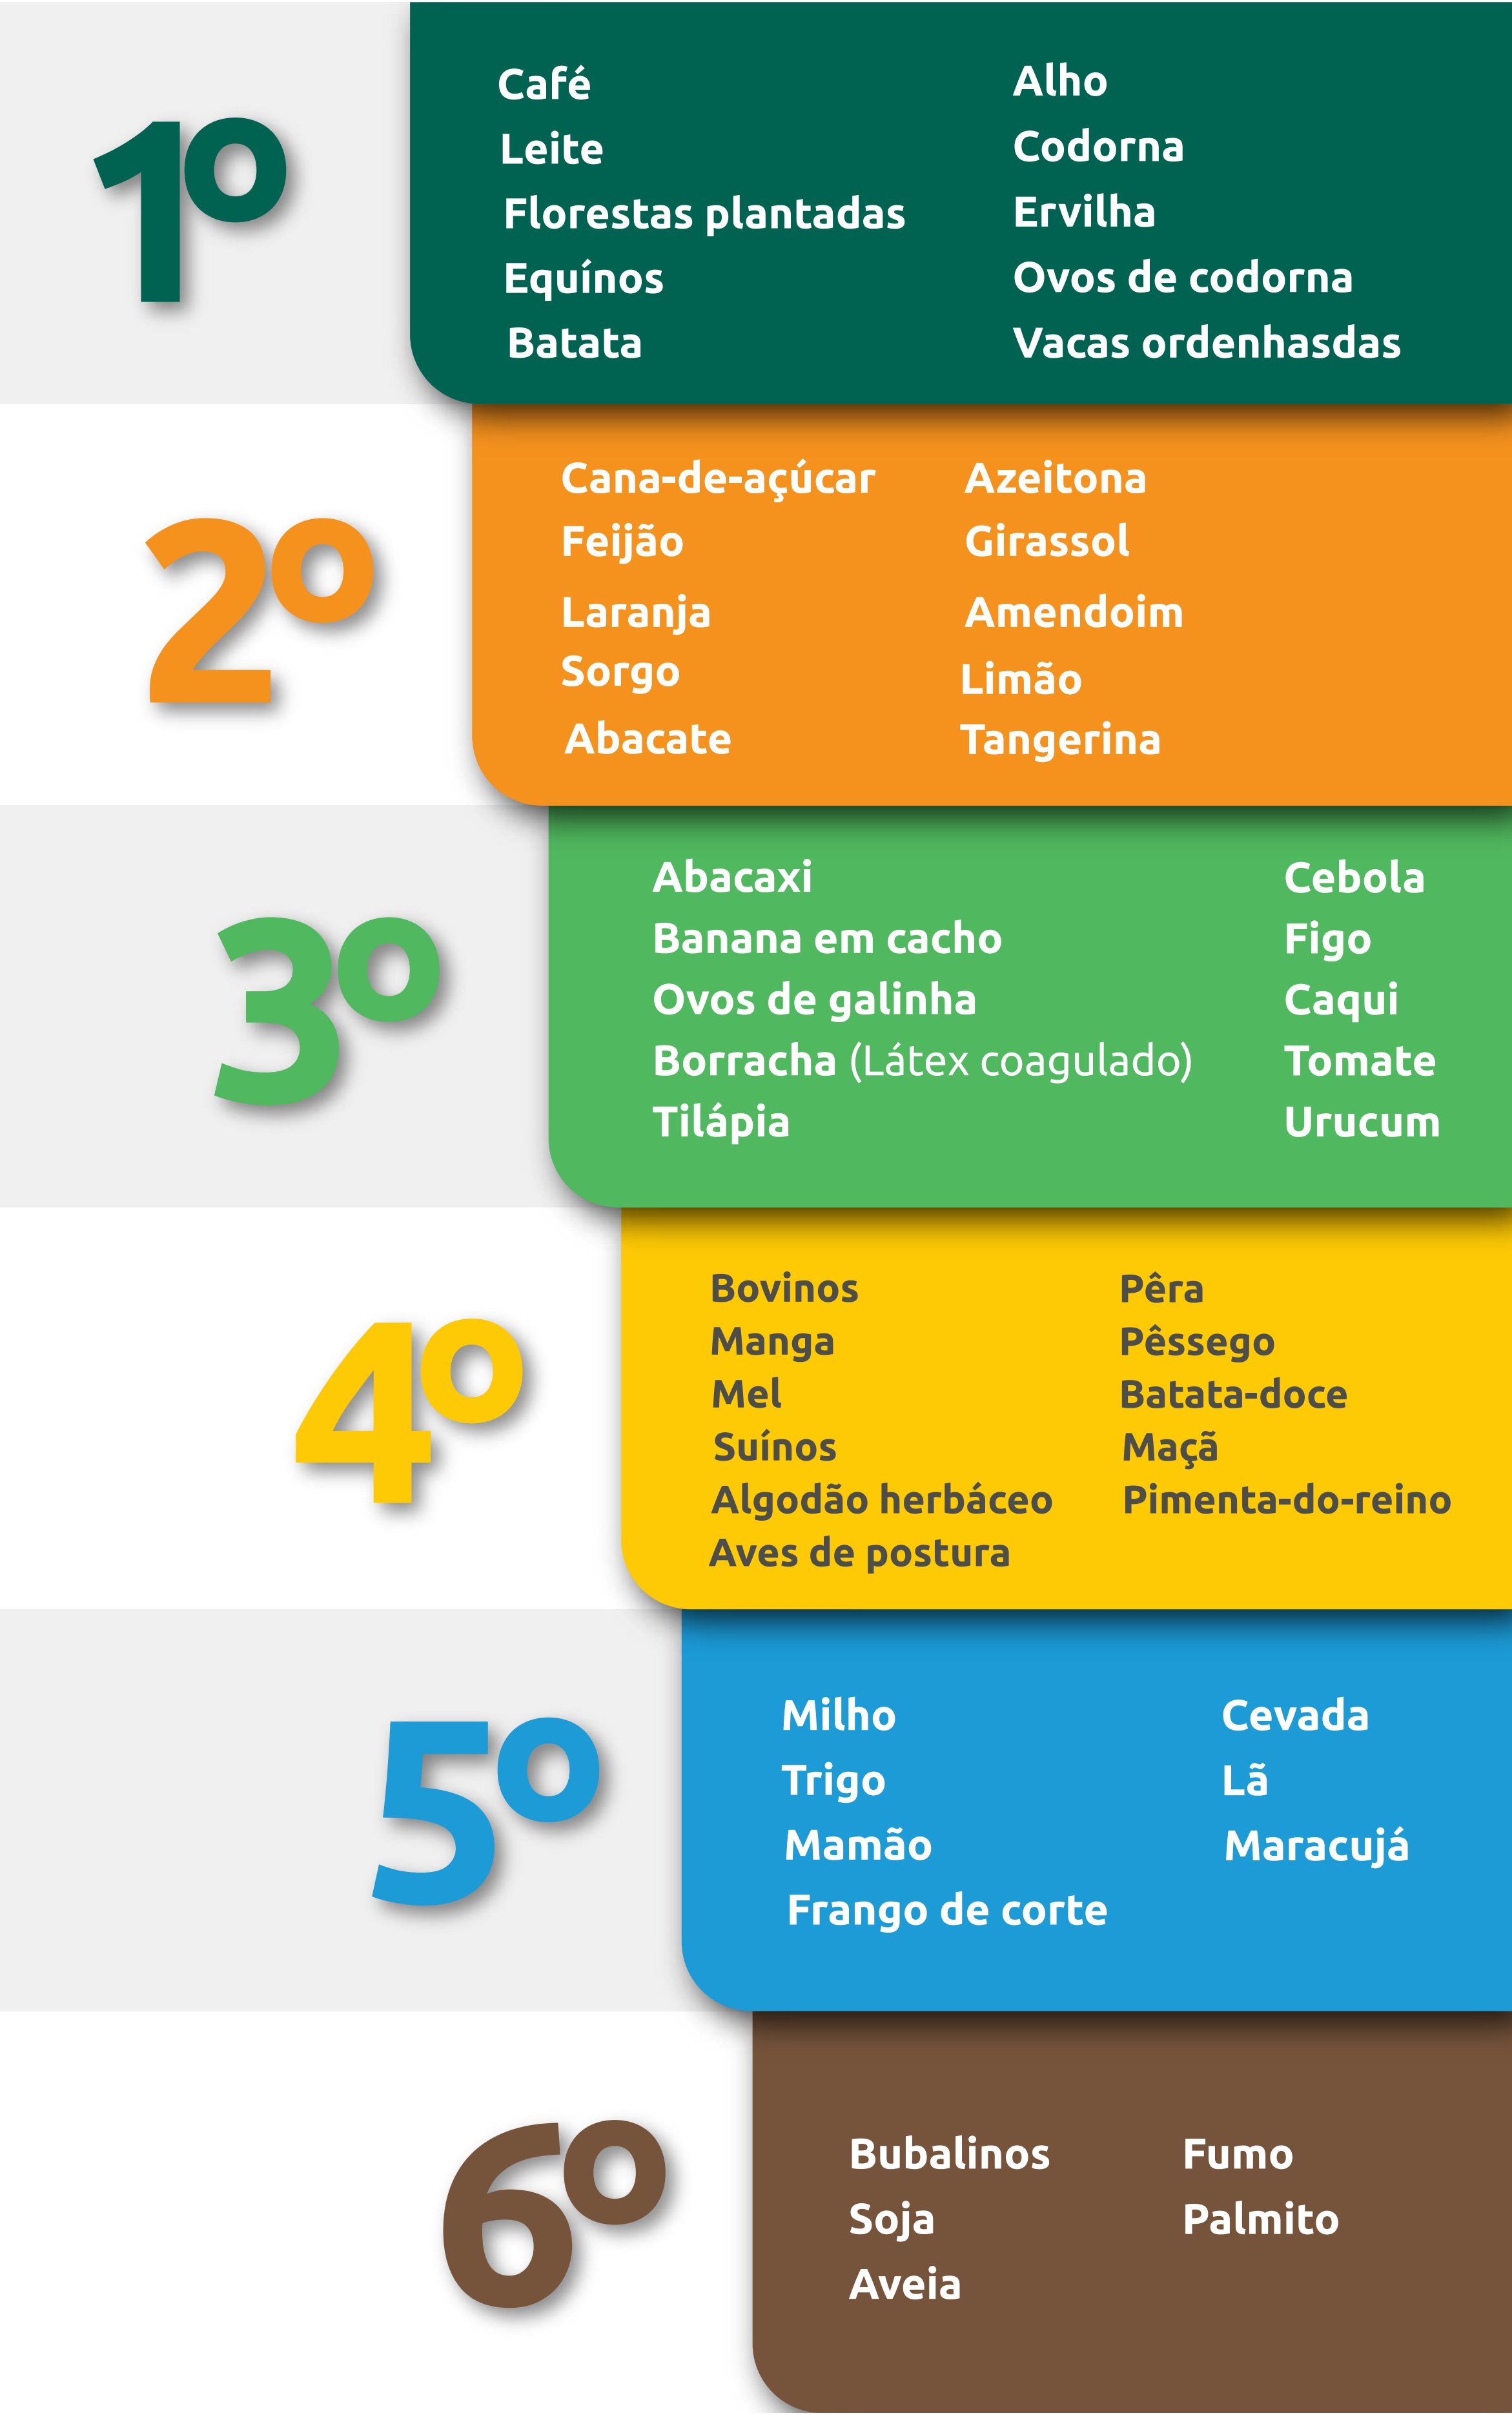 1º
Café
Leite
Florestas plantadas
Equínos
Batata
Alho
Codorna
Ervilha
Ovos de codorna
Vacas ordenhasdas
2º
Cana-de-açúcar
Feijão
Laranja
Sorgo
Abacate
Azeitona
Girassol
Amendoim
Limão
Tangerina
3º
Abacaxi
Banana em cacho
Ovos de galinha
Borracha (Látex coagulado)
Tilápia
Cebola
Figo
Caqui
Tomate
Urucum
4º
Bovinos
Manga
Mel
Suínos
Algodão herbáceo
Aves de postura
Pêra
Pêssego
Batata-doce
Maçã
Pimenta-do-reino
5º
Milho
Trigo
Mamão
Frango de corte
Cevada
Lã
Maracujá
6º
Bubalinos
Soja
Aveia
Fumo
Palmito